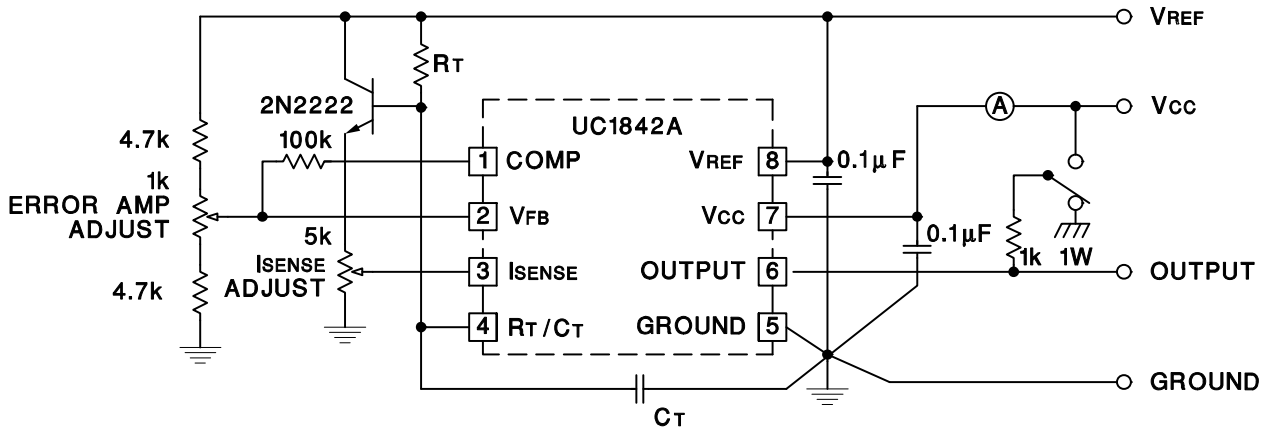 VREF
RT
2N2222
A
VCC
UC1842A
4.7k
100k
1 COMP
VREF 8
0.1µF
1k
ERROR AMP
ADJUST
2 VFB
VCC 7
0.1µF
5k
ISENSE
ADJUST
3 ISENSE
OUTPUT 6
1k
1W
OUTPUT
4.7k
4 RT/CT
GROUND 5
GROUND
CT